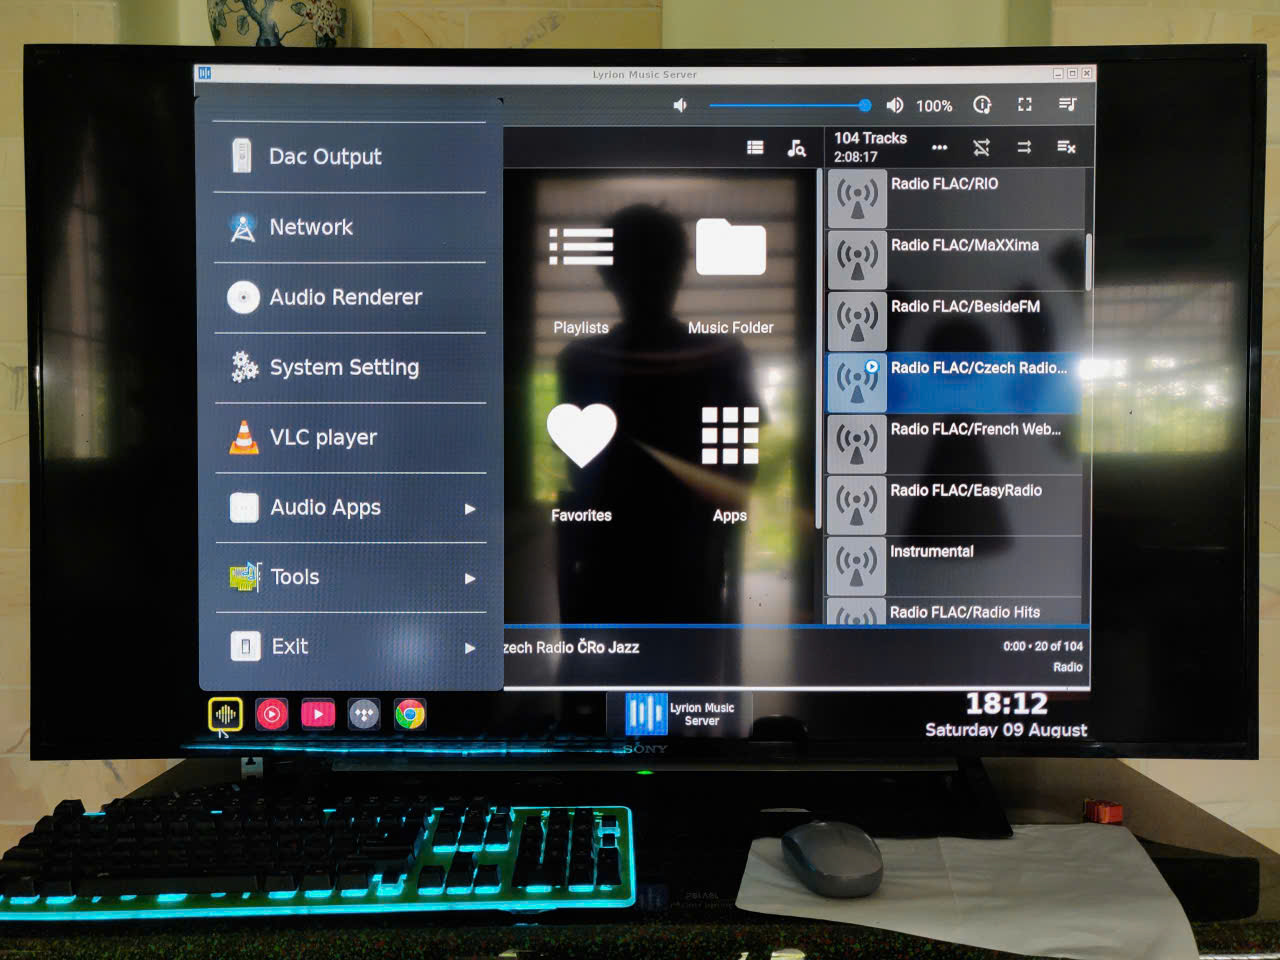 Lyrion Music Server
100%
Dac Output
Network
Audio Renderer
System Setting
VLC player
Audio Apps
Tools
Exit
Playlists
Music Folder
Favorites
Apps
104 Tracks
2:08:17
Radio FLAC/RIO
Radio FLAC/MaXXima
Radio FLAC/BesideFM
Radio FLAC/Czech Radio...
Radio FLAC/French Web...
Radio FLAC/EasyRadio
Instrumental
Radio FLAC/Radio Hits
zech Radio ČRo Jazz
0:00 • 20 of 104
Radio
Lyrion Music
Server
18:12
Saturday 09 August
SONY